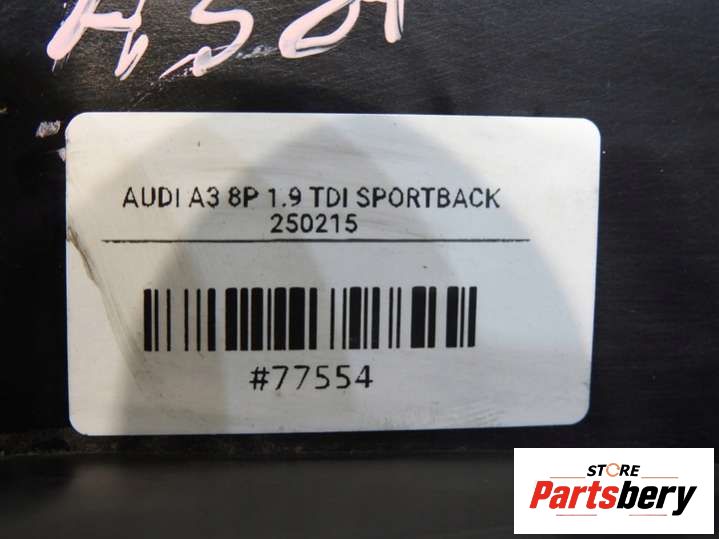 AUDI A3 8P 1.9 TDI SPORTBACK
250215
#77554
STORE
Partsbery